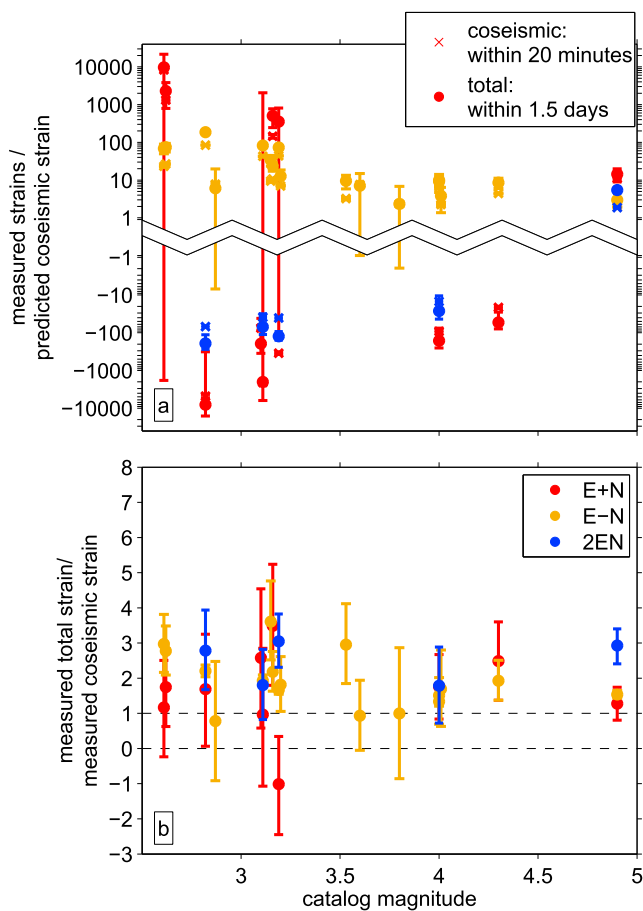 coseismic:
within 20 minutes
total:
within 1.5 days
measured strains /
predicted coseismic strain
10000
1000
100
10
1
−1
−10
−100
−1000
−10000
a
8
7
6
5
4
3
2
1
0
−1
−2
−3
measured total strain/
measured coseismic strain
E+N
E−N
2EN
b
3
3.5
4
4.5
5
catalog magnitude